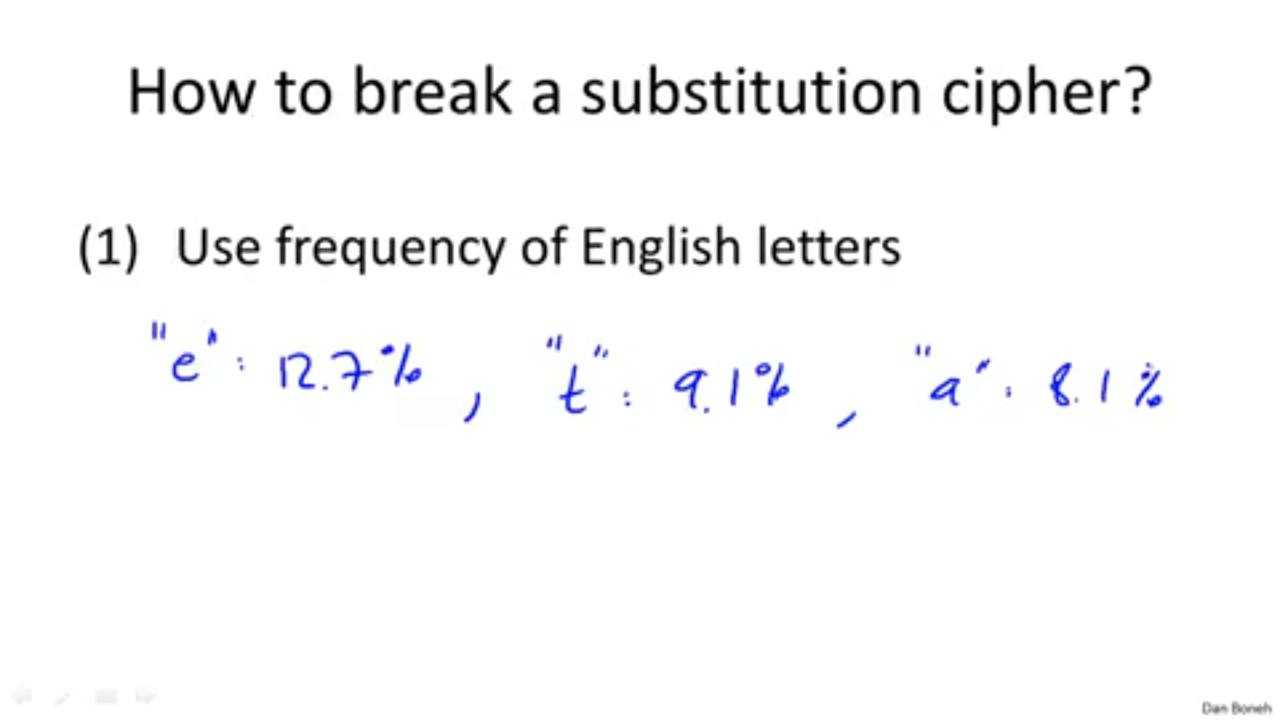 How to break a substitution cipher?
(1) Use frequency of English letters
"e": 12.7% , "t": 9.1% , "a": 8.1%
Dan Boneh